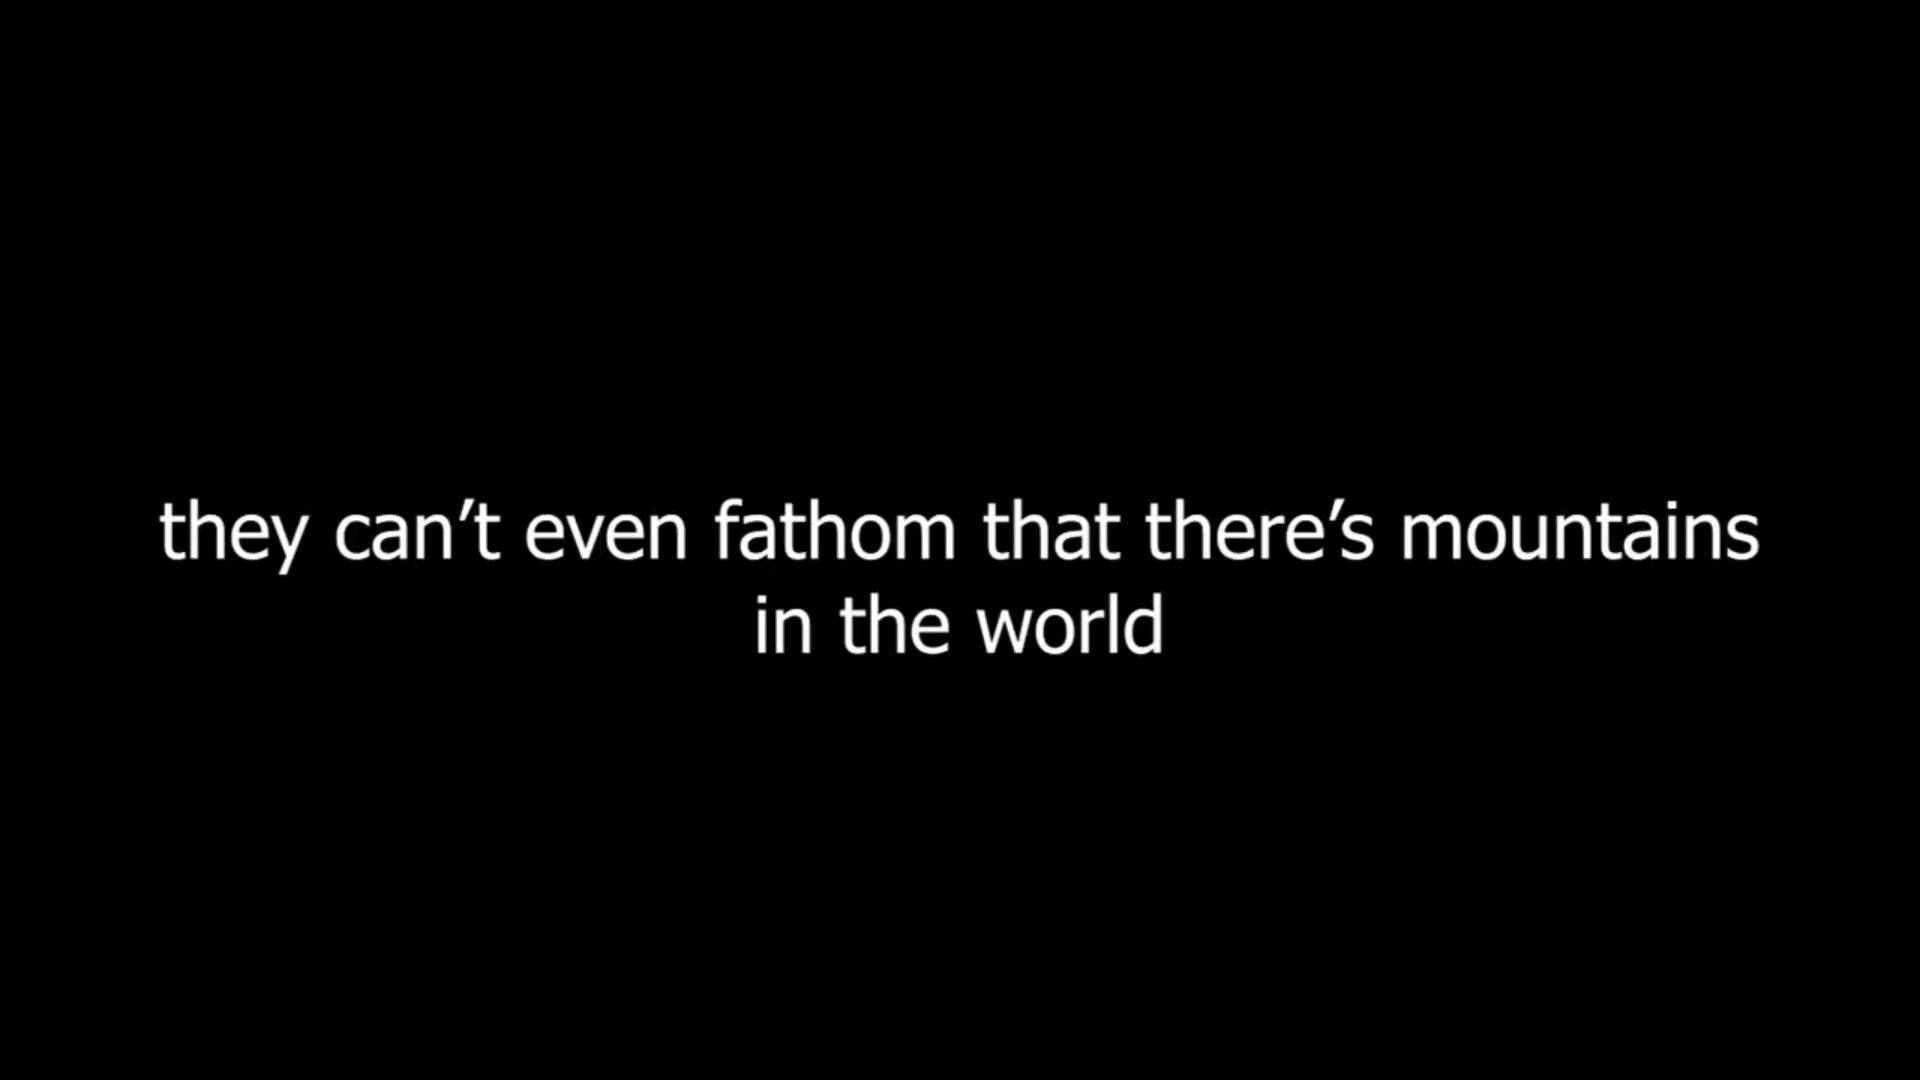 they can’t even fathom that there’s mountains
in the world